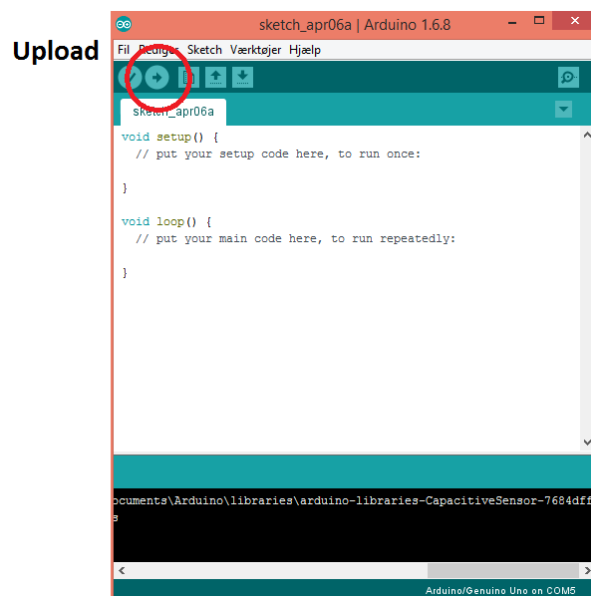 sketch_apr06a | Arduino 1.6.8
Upload
Fil Rediger Sketch Værktøjer Hjælp
sketch_apr06a
void setup() {
// put your setup code here, to run once:
}
void loop() {
// put your main code here, to run repeatedly:
}
ocuments\Arduino\libraries\arduino-libraries-CapacitiveSensor-7684dff
s
Arduino/Genuino Uno on COM5